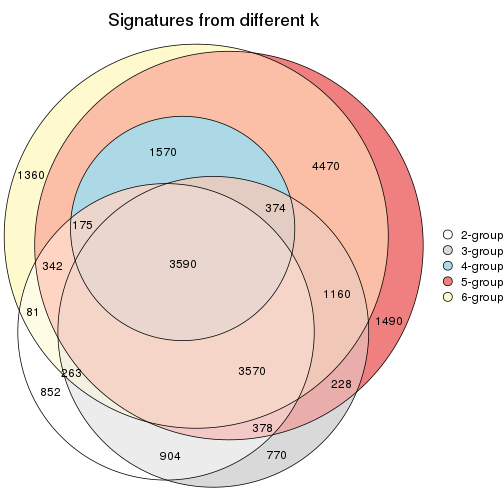 Signatures from different k
1570
4470
1360
374
175
342
3590
1160
81
1490
263
3570
228
852
378
904
770
2-group
3-group
4-group
5-group
6-group